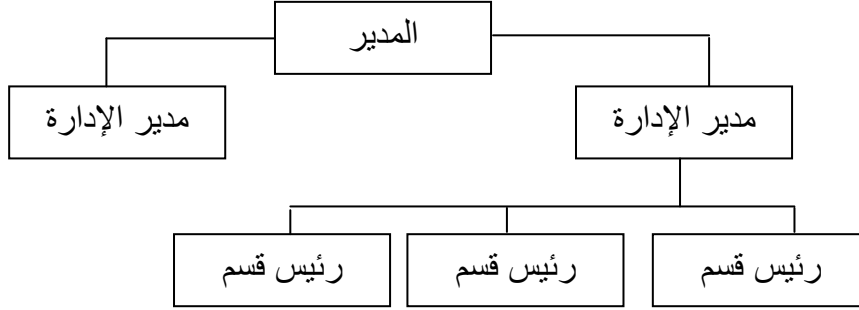 المدير
مدير الإدارة
مدير الإدارة
رئيس قسم
رئيس قسم
رئيس قسم